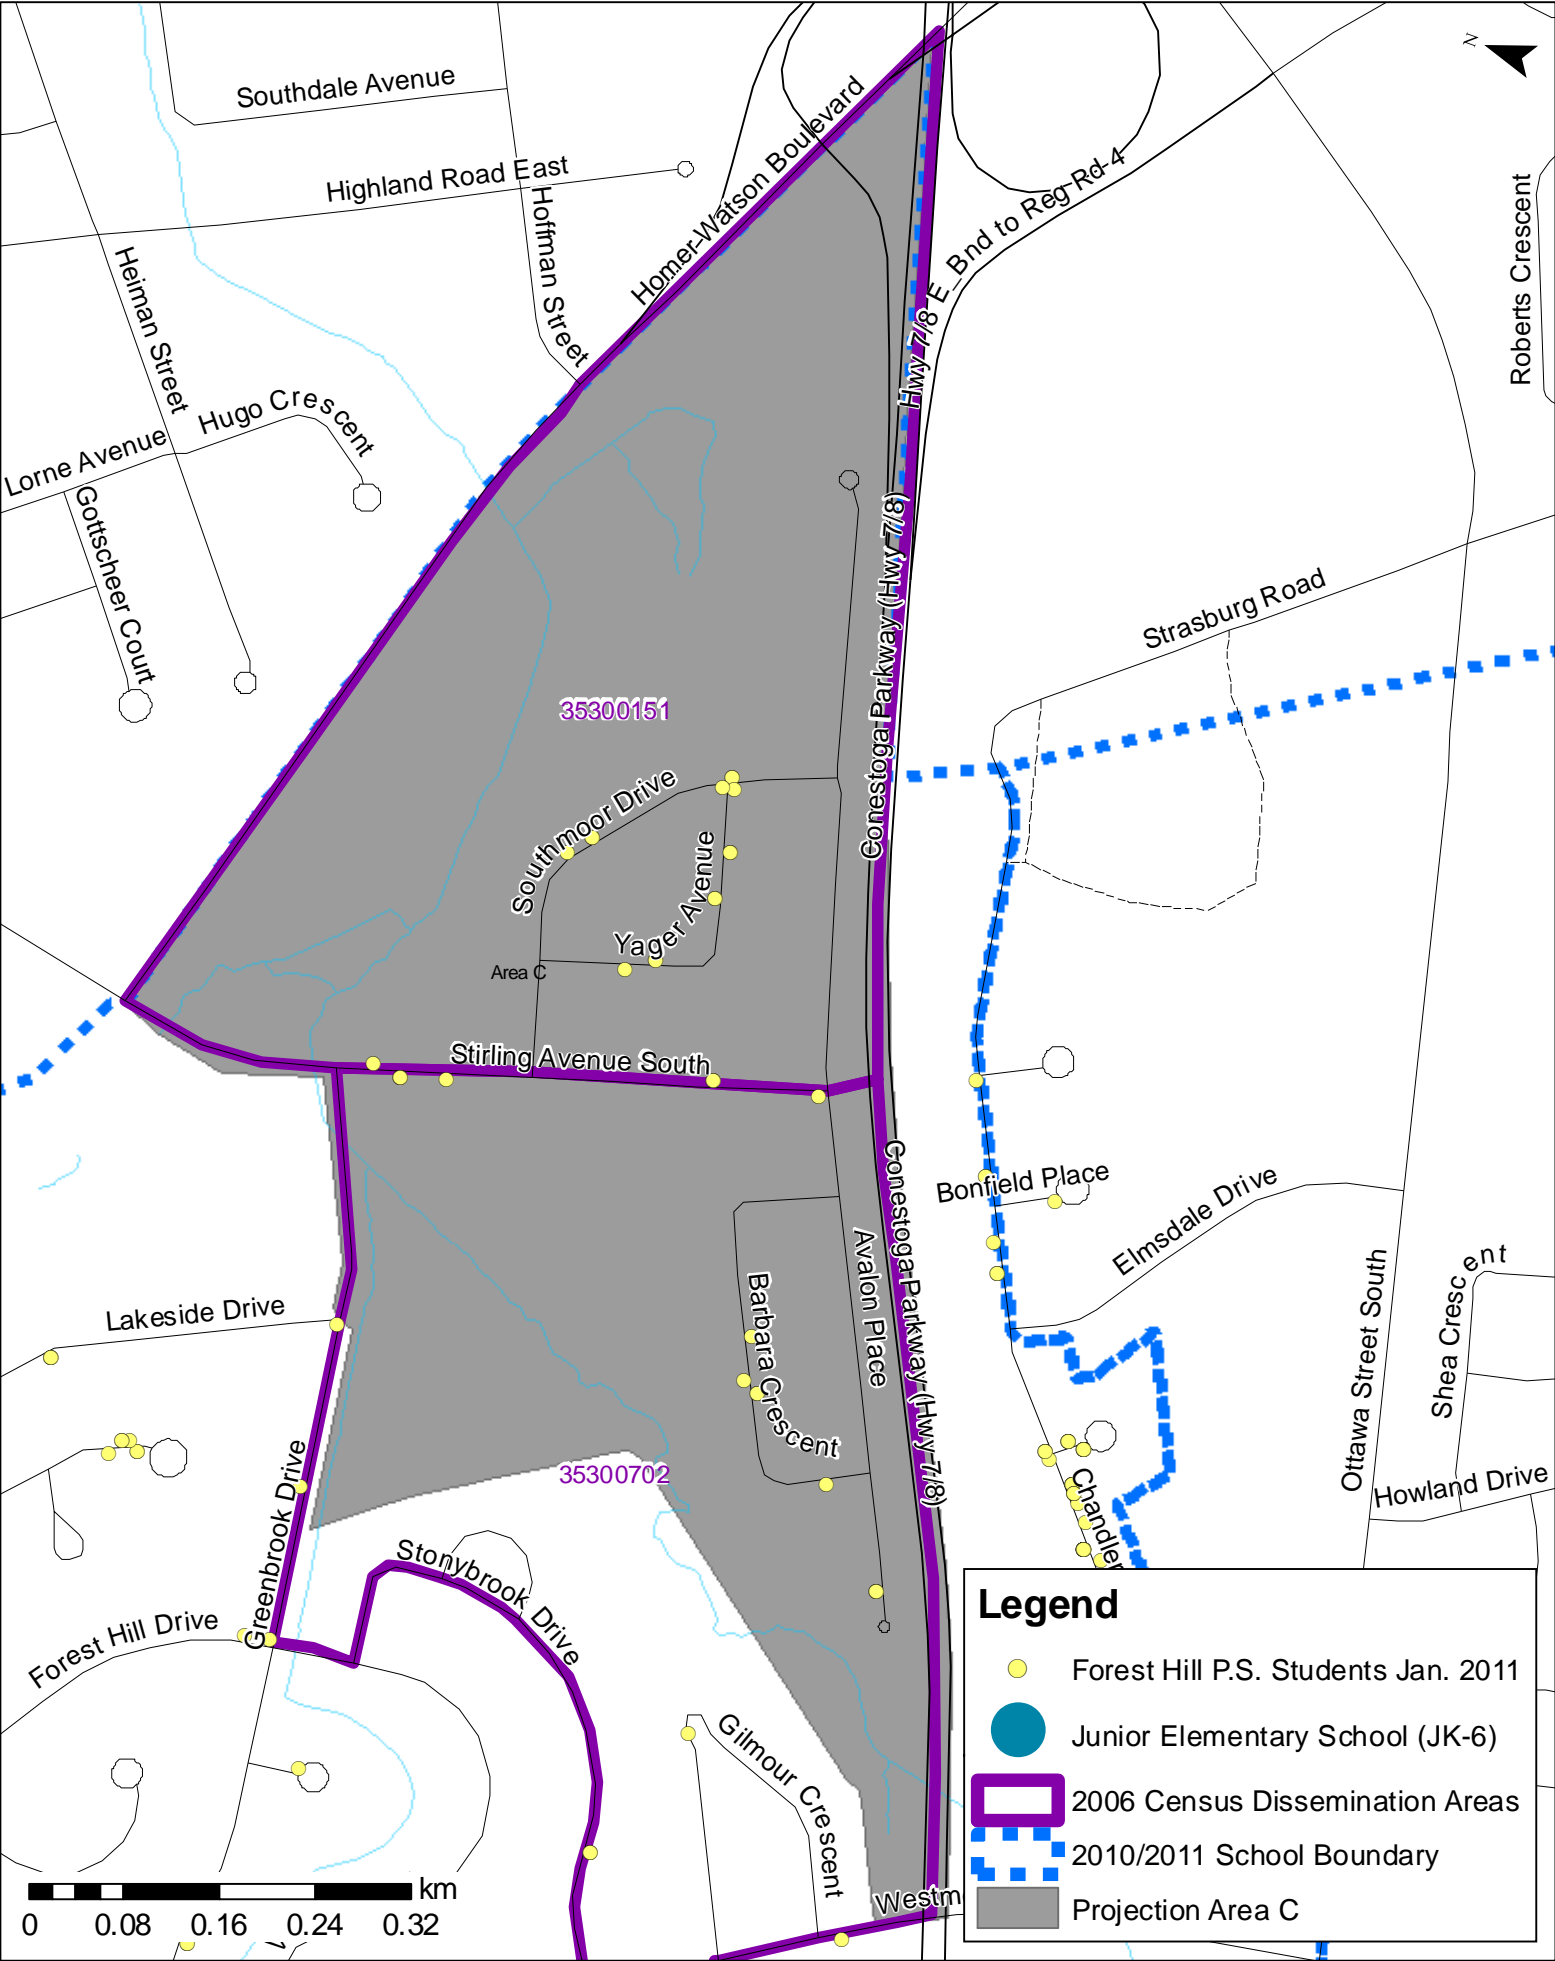 N
Southdale Avenue
Highland Road East
Hoffman Street
Homer-Watson Boulevard
Hwy 7/8 E_Bnd to Reg-Rd-4
Roberts Crescent
Heiman Street
Hugo Crescent
Lorne Avenue
Gottscheer Court
Conestoga Parkway (Hwy 7/8)
Strasburg Road
35300151
Southmoor Drive
Yager Avenue
Area C
Stirling Avenue South
Conestoga Parkway (Hwy 7/8)
Bonfield Place
Elmsdale Drive
Avalon Place
Barbara Crescent
Lakeside Drive
Ottawa Street South
Shea Crescent
Howland Drive
35300702
Chandler
Greenbrook Drive
Stonybrook Drive
Forest Hill Drive
Gilmour Crescent
Westm
Legend
Forest Hill P.S. Students Jan. 2011
Junior Elementary School (JK-6)
2006 Census Dissemination Areas
2010/2011 School Boundary
Projection Area C
km
0 0.08 0.16 0.24 0.32